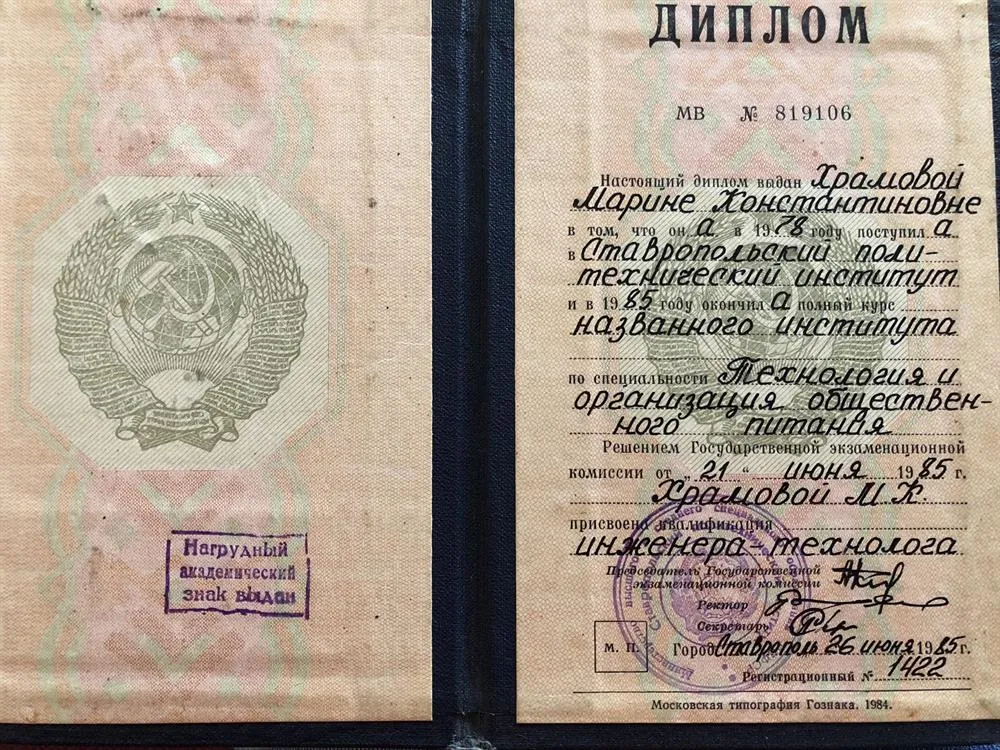 Нагрудный
академический
знак выдан
ДИПЛОМ
МВ № 819106
Настоящий диплом выдан Храмовой
Марине Константиновне
в том, что он а в 1978 году поступил а
в Ставропольский поли-
технический институт
и в 1985 году окончил а полный курс
названного института
по специальности Технология и
организация обществен-
ного питания
Решением Государственной экзаменационной
комиссии от „21“ июня 1985 г.
Храмовой М. К.
присвоена квалификация
инженера-технолога
Председатель Государственной
экзаменационной комиссии
Ректор
Секретарь
М. П.
Город Ставрополь 26 июня 1985 г.
Регистрационный № 1422
Московская типография Гознака. 1984.